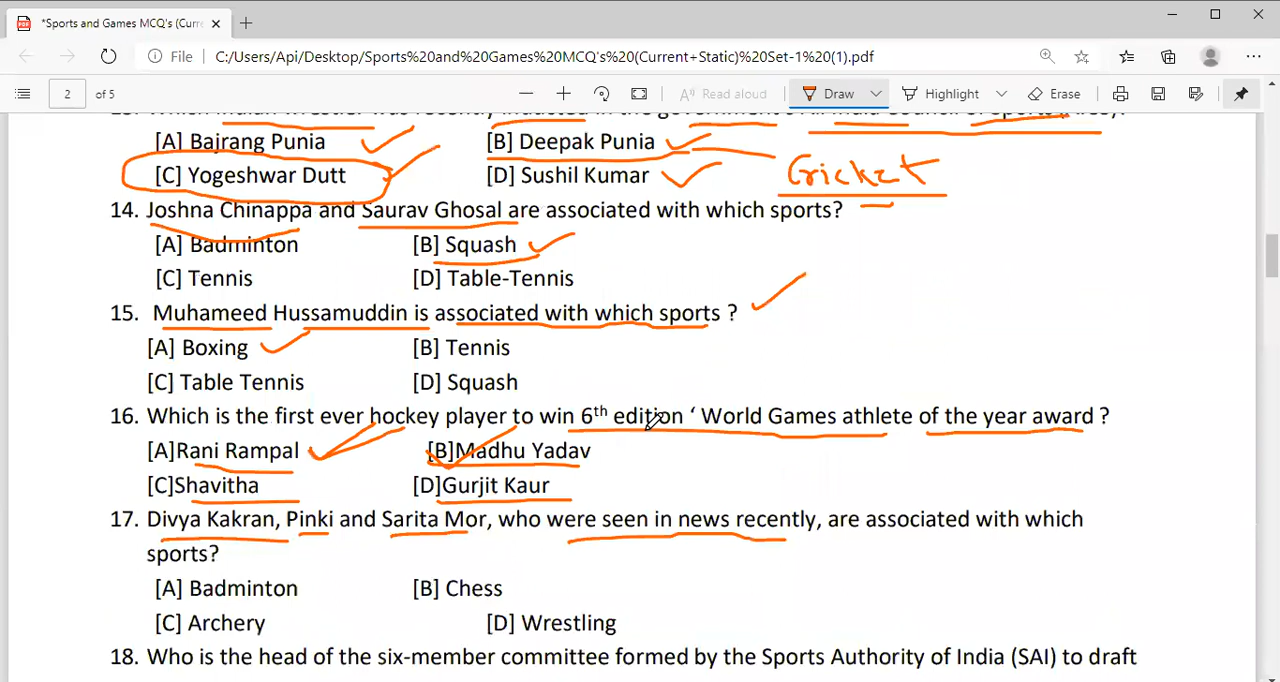 *Sports and Games MCQ's (Curr
File C:/Users/Api/Desktop/Sports%20and%20Games%20MCQ's%20(Current+Static)%20Set-1%20(1).pdf
2 of 5 Read aloud Draw Highlight Erase
[A] Bajrang Punia [B] Deepak Punia
[C] Yogeshwar Dutt [D] Sushil Kumar Cricket
14. Joshna Chinappa and Saurav Ghosal are associated with which sports?
[A] Badminton [B] Squash
[C] Tennis [D] Table-Tennis
15. Muhameed Hussamuddin is associated with which sports ?
[A] Boxing [B] Tennis
[C] Table Tennis [D] Squash
16. Which is the first ever hockey player to win 6th edition ‘ World Games athlete of the year award ?
[A]Rani Rampal [B]Madhu Yadav
[C]Shavitha [D]Gurjit Kaur
17. Divya Kakran, Pinki and Sarita Mor, who were seen in news recently, are associated with which
sports?
[A] Badminton [B] Chess
[C] Archery [D] Wrestling
18. Who is the head of the six-member committee formed by the Sports Authority of India (SAI) to draft